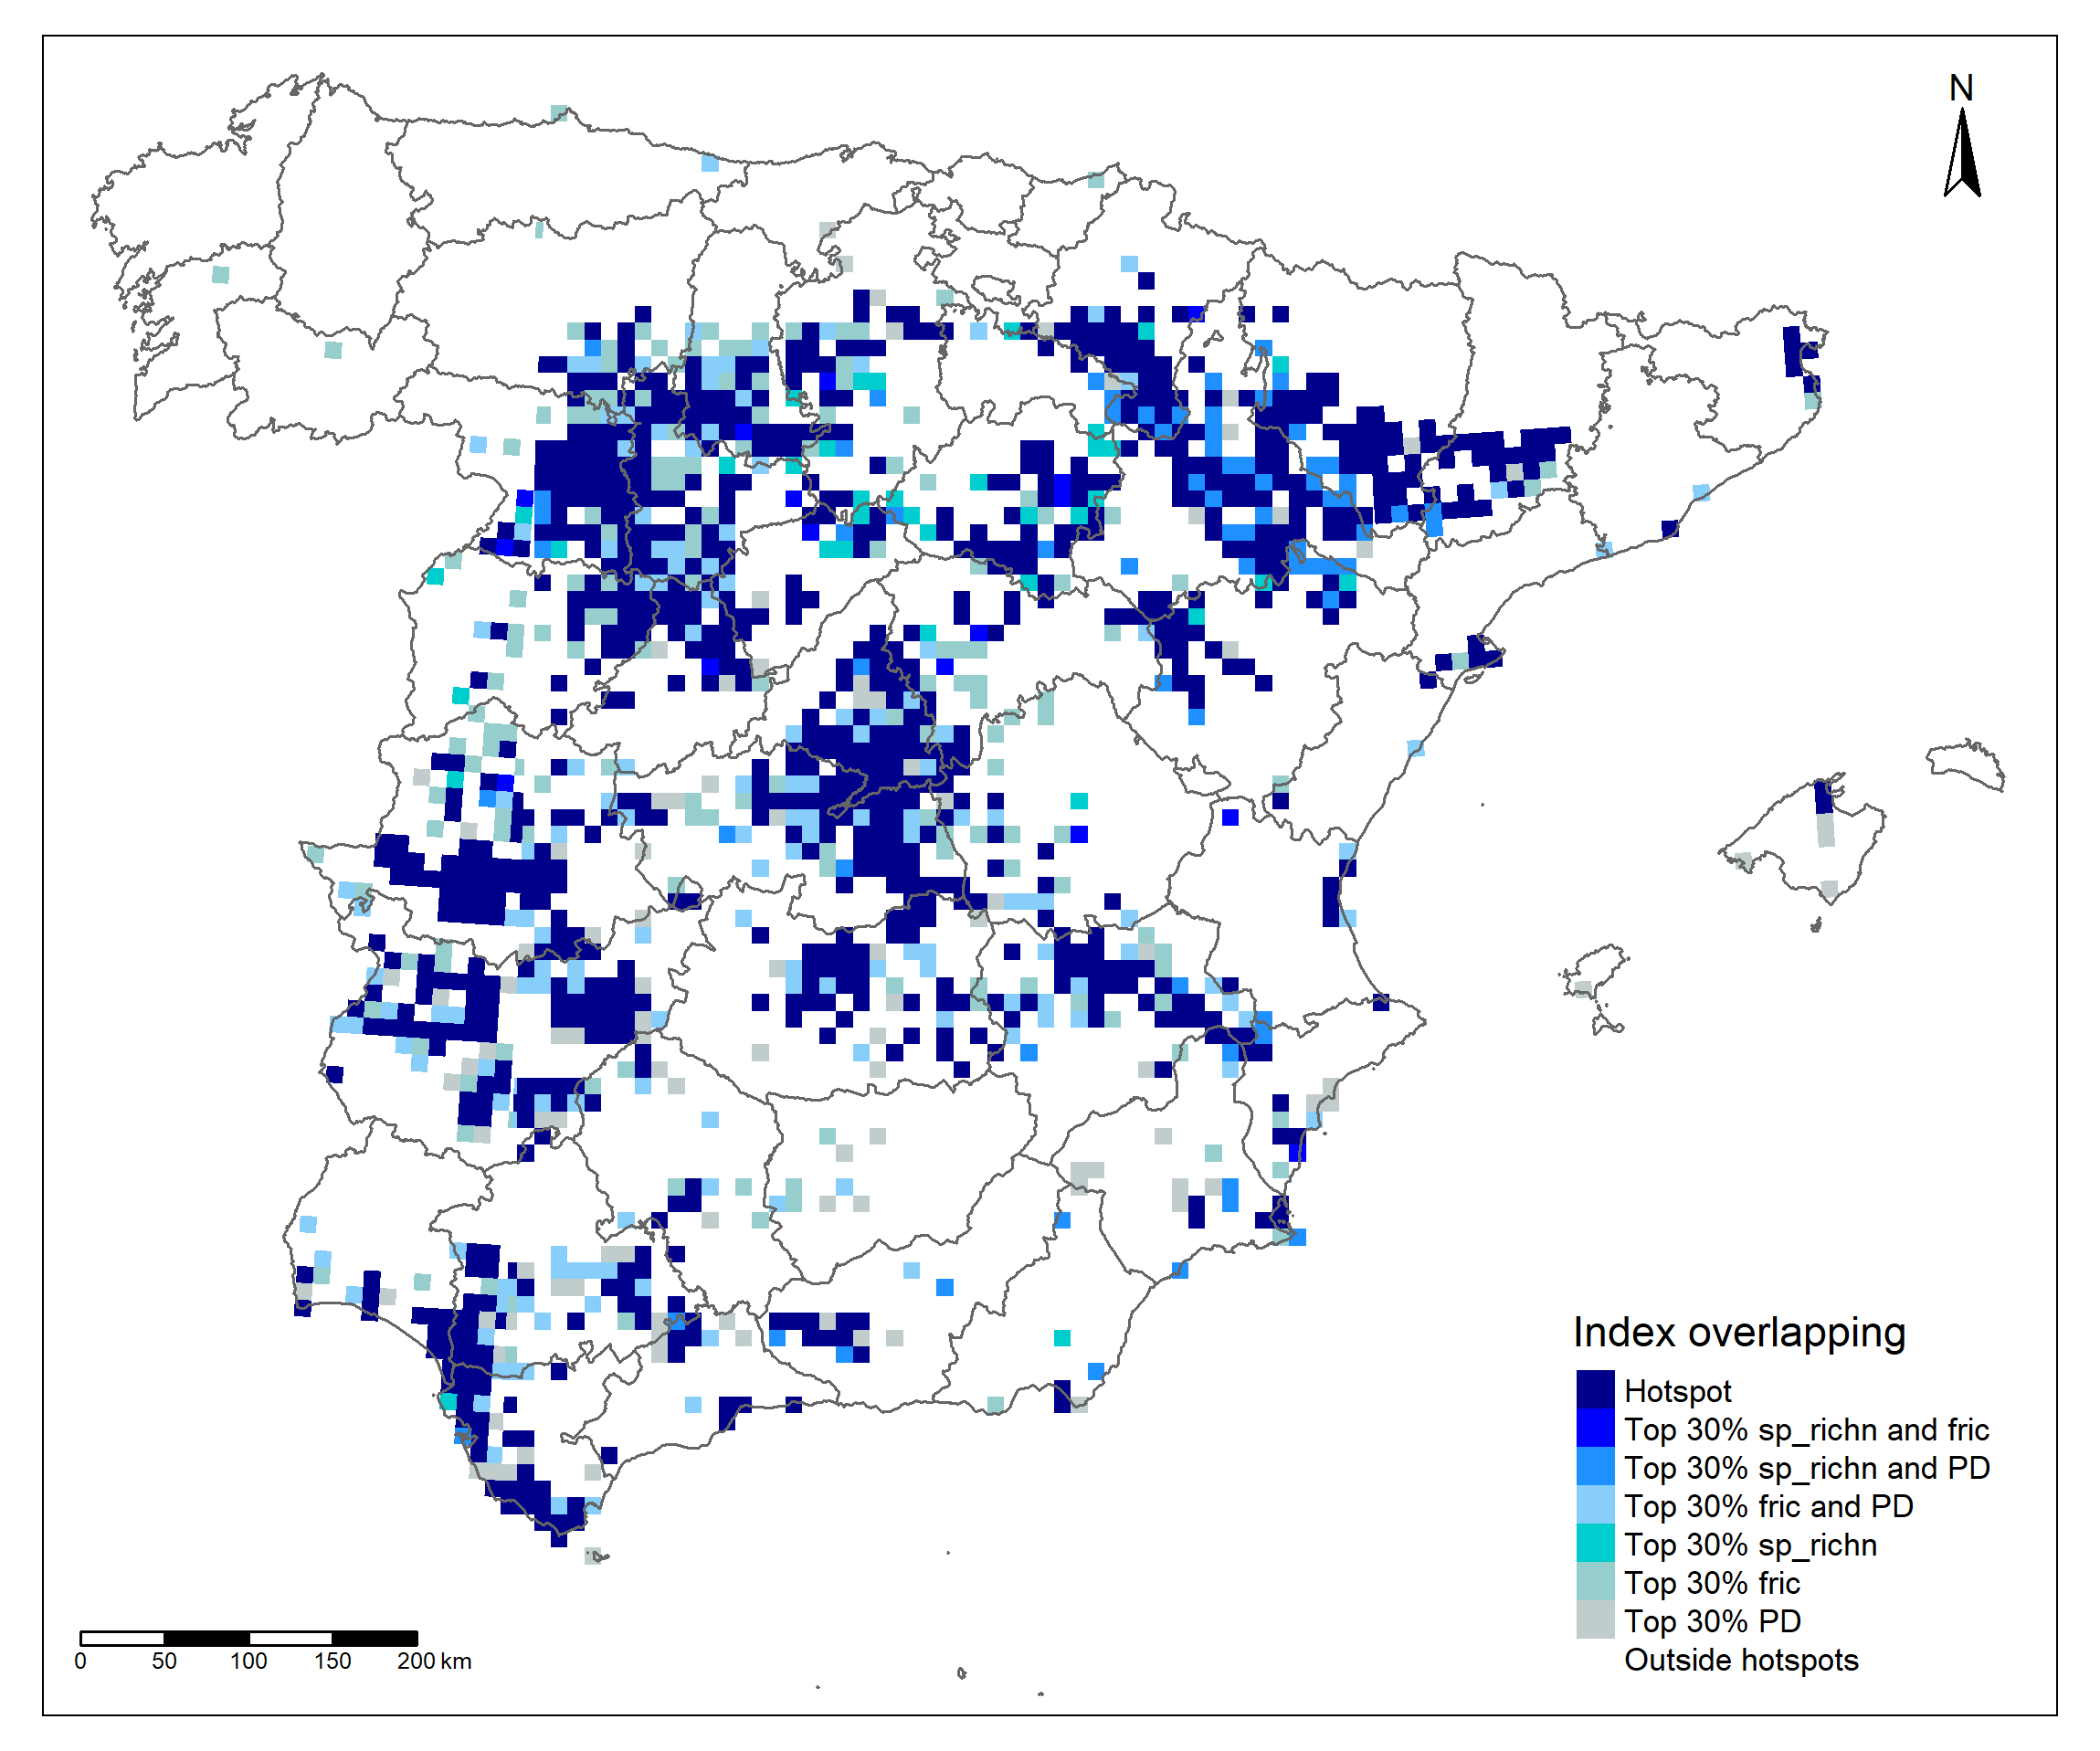 N
Index overlapping
Hotspot
Top 30% sp_richn and fric
Top 30% sp_richn and PD
Top 30% fric and PD
Top 30% sp_richn
Top 30% fric
Top 30% PD
Outside hotspots
0 50 100 150 200 km